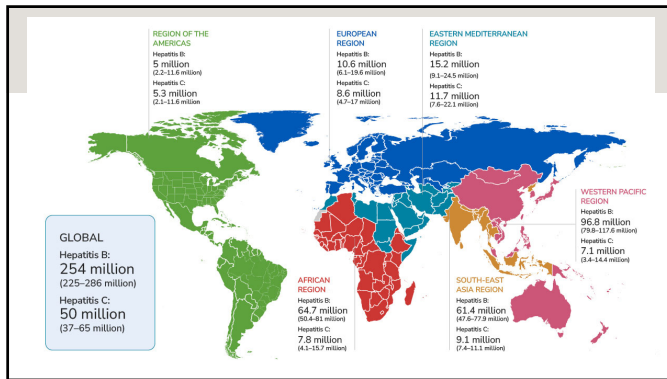 REGION OF THE
AMERICAS
Hepatitis B:
5 million
(2.2–11.6 million)
Hepatitis C:
5.3 million
(2.1–11.6 million
EUROPEAN
REGION
Hepatitis B:
10.6 million
(6.1–19.6 million)
Hepatitis C:
8.6 million
(4.7–17 million)
EASTERN MEDITERRANEAN
REGION
Hepatitis B:
15.2 million
(9.1–24.5 million)
Hepatitis C:
11.7 million
(7.6–22.1 million)
WESTERN PACIFIC
REGION
Hepatitis B:
96.8 million
(79.8–117.6 million)
Hepatitis C:
7.1 million
(3.4–14.4 million)
GLOBAL
Hepatitis B:
254 million
(225–286 million)
Hepatitis C:
50 million
(37–65 million)
AFRICAN
REGION
Hepatitis B:
64.7 million
(50.4–81 million)
Hepatitis C:
7.8 million
(4.1–15.7 million)
SOUTH-EAST
ASIA REGION
Hepatitis B:
61.4 million
(47.6–77.9 million)
Hepatitis C:
9.1 million
(7.4–11.1 million)